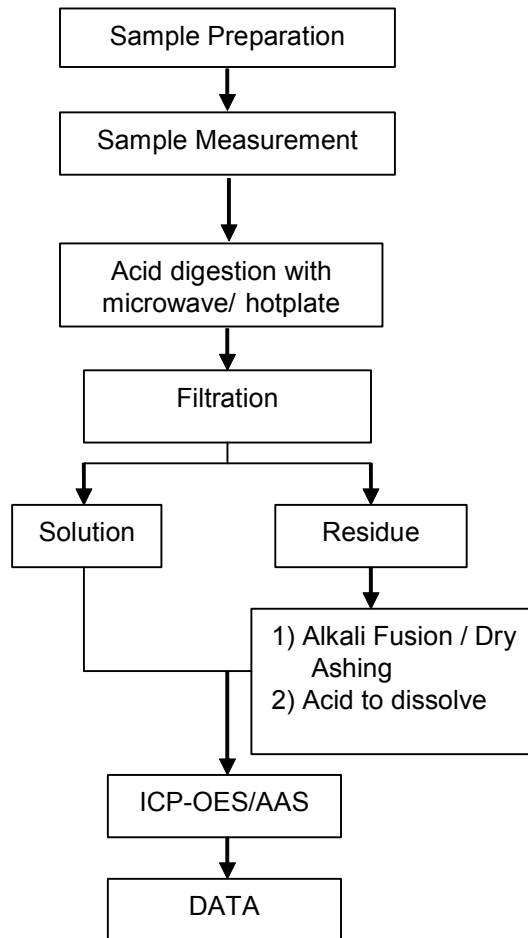 Sample Preparation
Sample Measurement
Acid digestion with
microwave/ hotplate
Filtration
Solution
Residue
1) Alkali Fusion / Dry
Ashing
2) Acid to dissolve
ICP-OES/AAS
DATA